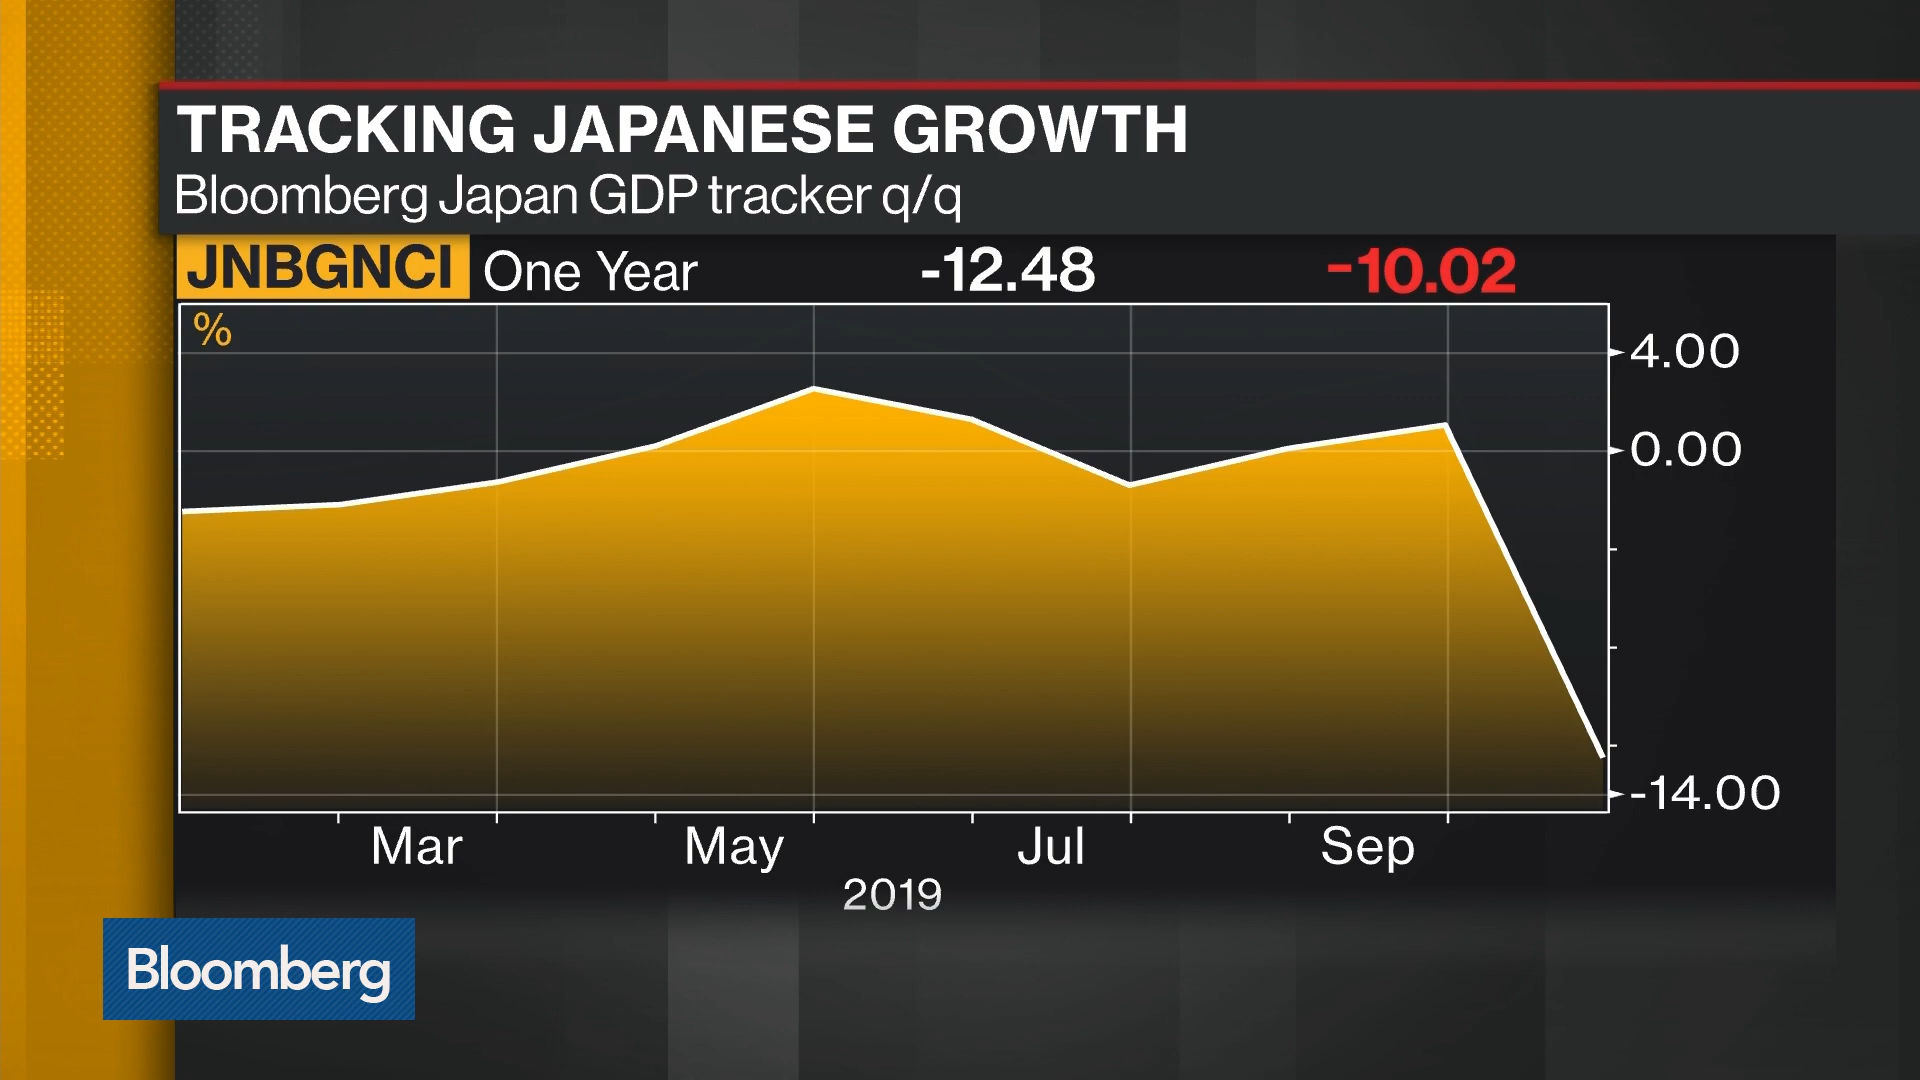 TRACKING JAPANESE GROWTH
Bloomberg Japan GDP tracker q/q
JNBGNCI One Year -12.48 -10.02
%
4.00
0.00
-14.00
Mar May Jul Sep
2019
Bloomberg